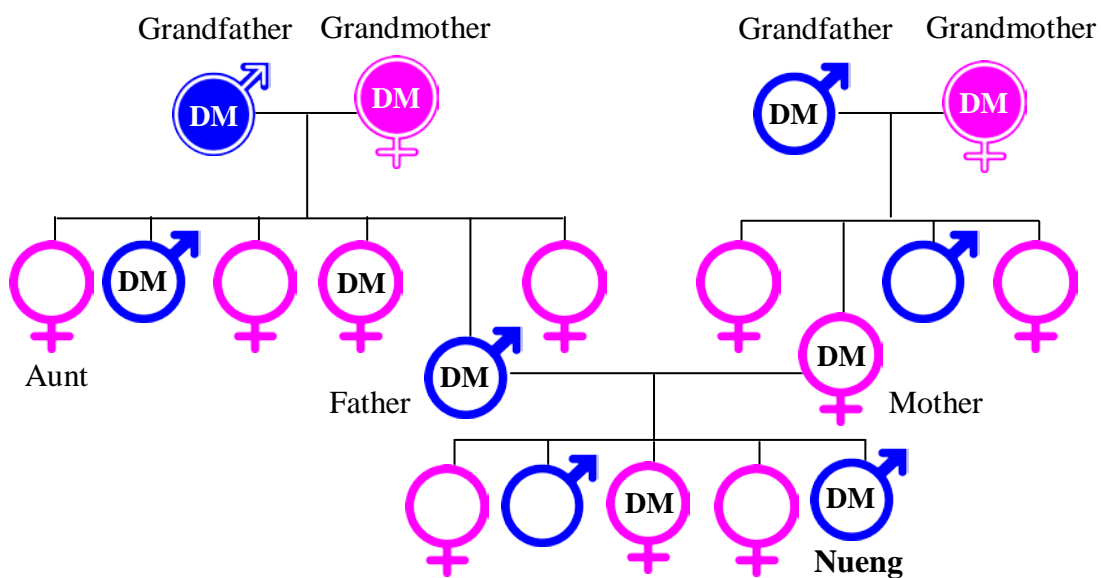 Grandfather Grandmother Grandfather Grandmother
DM DM DM DM
DM DM
Aunt
DM DM
Father Mother
DM DM
Nueng